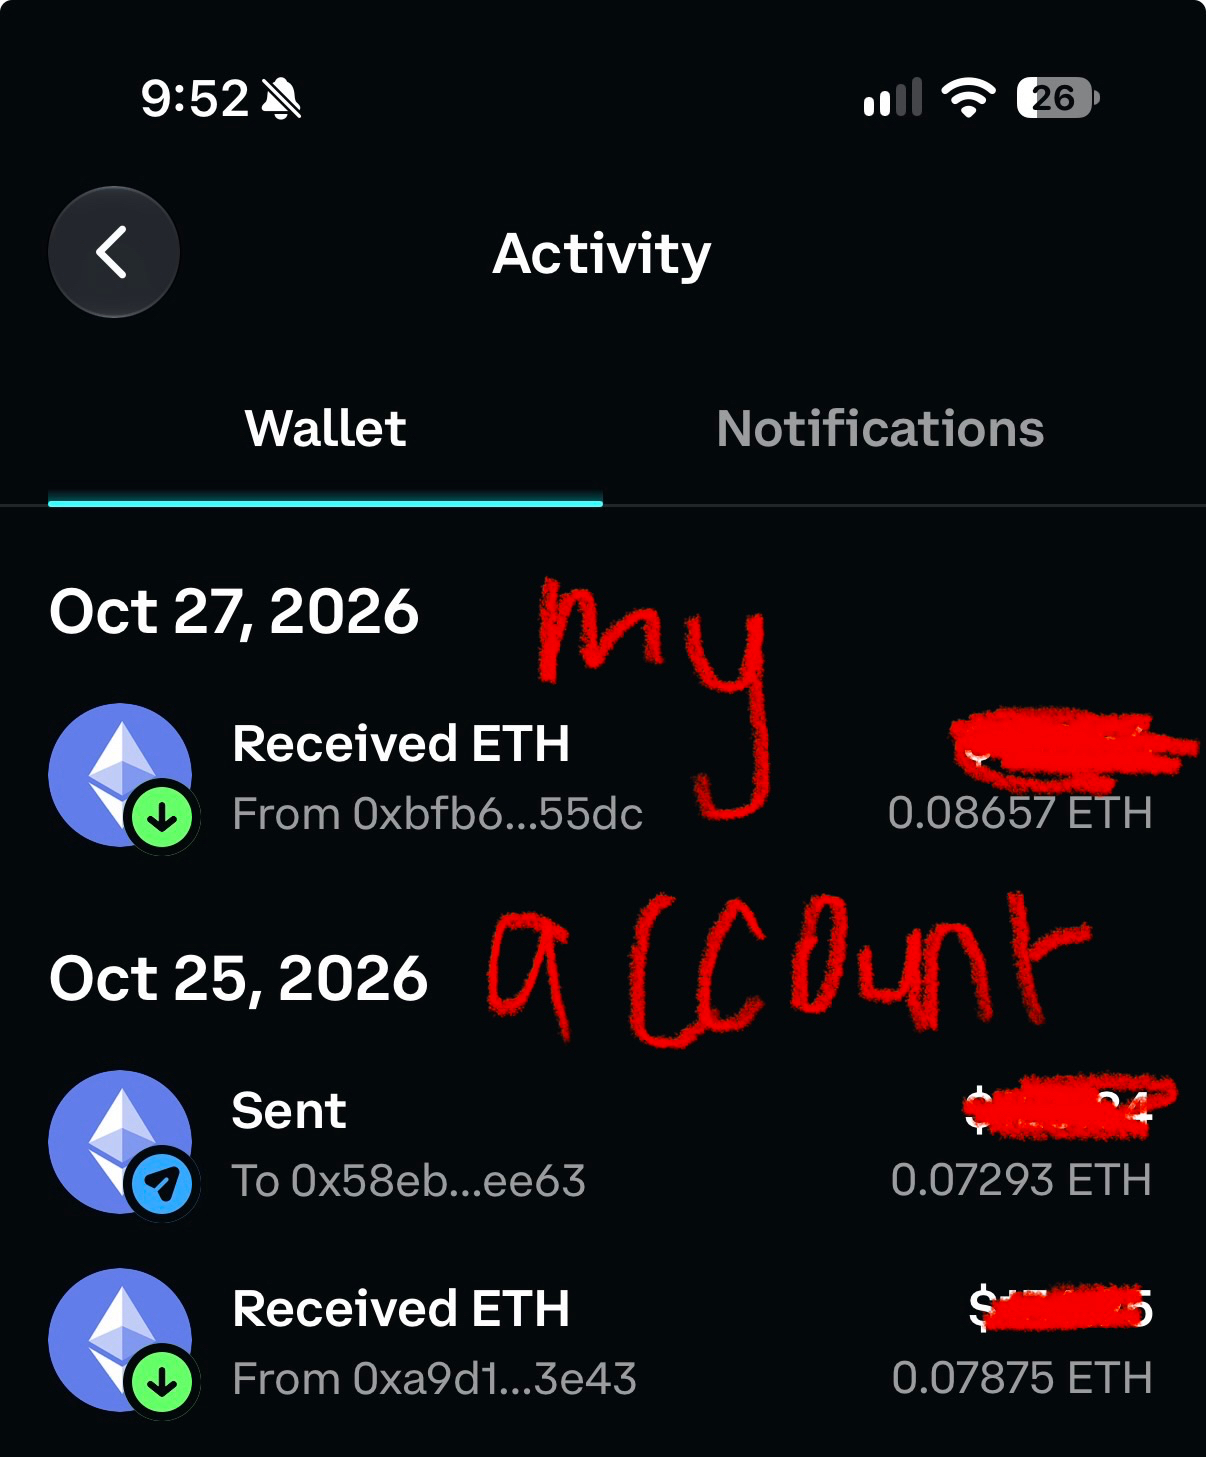 9:52
26
Activity
Wallet Notifications
Oct 27, 2026
my
Received ETH
From 0xbfb6...55dc 0.08657 ETH
account
Oct 25, 2026
Sent $
To 0x58eb...ee63 0.07293 ETH
Received ETH $
From 0xa9d1...3e43 0.07875 ETH